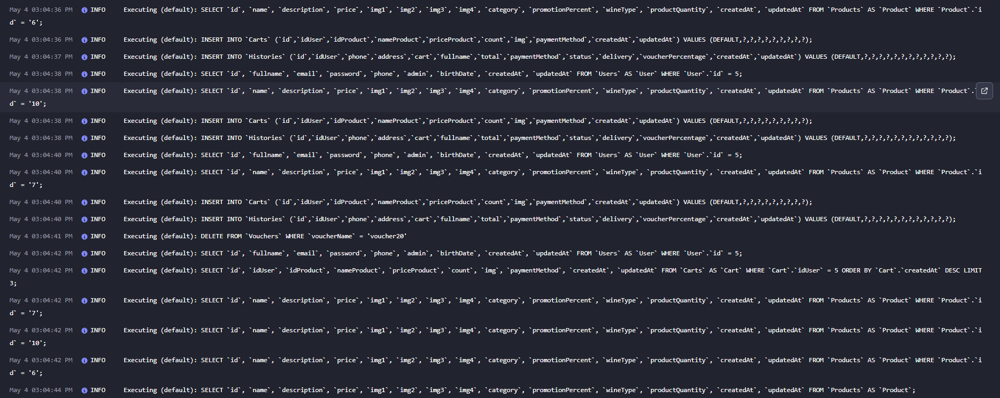 May 4 03:04:36 PM INFO Executing (default): SELECT `id`, `name`, `description`, `price`, `img1`, `img2`, `img3`, `img4`, `category`, `promotionPercent`, `wineType`, `productQuantity`, `createdAt`, `updatedAt` FROM `Products` AS `Product` WHERE `Product`.`i
d` = '6';
May 4 03:04:36 PM INFO Executing (default): INSERT INTO `Carts` (`id`,`idUser`,`idProduct`,`nameProduct`,`priceProduct`,`count`,`img`,`paymentMethod`,`createdAt`,`updatedAt`) VALUES (DEFAULT,?,?,?,?,?,?,?,?,?);
May 4 03:04:37 PM INFO Executing (default): INSERT INTO `Histories` (`id`,`idUser`,`phone`,`address`,`cart`,`fullname`,`total`,`paymentMethod`,`status`,`delivery`,`voucherPercentage`,`createdAt`,`updatedAt`) VALUES (DEFAULT,?,?,?,?,?,?,?,?,?,?,?,?);
May 4 03:04:38 PM INFO Executing (default): SELECT `id`, `fullname`, `email`, `password`, `phone`, `admin`, `birthDate`, `createdAt`, `updatedAt` FROM `Users` AS `User` WHERE `User`.`id` = 5;
May 4 03:04:38 PM INFO Executing (default): SELECT `id`, `name`, `description`, `price`, `img1`, `img2`, `img3`, `img4`, `category`, `promotionPercent`, `wineType`, `productQuantity`, `createdAt`, `updatedAt` FROM `Products` AS `Product` WHERE `Product`.`
d` = '10';
May 4 03:04:38 PM INFO Executing (default): INSERT INTO `Carts` (`id`,`idUser`,`idProduct`,`nameProduct`,`priceProduct`,`count`,`img`,`paymentMethod`,`createdAt`,`updatedAt`) VALUES (DEFAULT,?,?,?,?,?,?,?,?,?);
May 4 03:04:38 PM INFO Executing (default): INSERT INTO `Histories` (`id`,`idUser`,`phone`,`address`,`cart`,`fullname`,`total`,`paymentMethod`,`status`,`delivery`,`voucherPercentage`,`createdAt`,`updatedAt`) VALUES (DEFAULT,?,?,?,?,?,?,?,?,?,?,?,?);
May 4 03:04:40 PM INFO Executing (default): SELECT `id`, `fullname`, `email`, `password`, `phone`, `admin`, `birthDate`, `createdAt`, `updatedAt` FROM `Users` AS `User` WHERE `User`.`id` = 5;
May 4 03:04:40 PM INFO Executing (default): SELECT `id`, `name`, `description`, `price`, `img1`, `img2`, `img3`, `img4`, `category`, `promotionPercent`, `wineType`, `productQuantity`, `createdAt`, `updatedAt` FROM `Products` AS `Product` WHERE `Product`.`i
d` = '7';
May 4 03:04:40 PM INFO Executing (default): INSERT INTO `Carts` (`id`,`idUser`,`idProduct`,`nameProduct`,`priceProduct`,`count`,`img`,`paymentMethod`,`createdAt`,`updatedAt`) VALUES (DEFAULT,?,?,?,?,?,?,?,?,?);
May 4 03:04:40 PM INFO Executing (default): INSERT INTO `Histories` (`id`,`idUser`,`phone`,`address`,`cart`,`fullname`,`total`,`paymentMethod`,`status`,`delivery`,`voucherPercentage`,`createdAt`,`updatedAt`) VALUES (DEFAULT,?,?,?,?,?,?,?,?,?,?,?,?);
May 4 03:04:41 PM INFO Executing (default): DELETE FROM `Vouchers` WHERE `voucherName` = 'voucher20'
May 4 03:04:42 PM INFO Executing (default): SELECT `id`, `fullname`, `email`, `password`, `phone`, `admin`, `birthDate`, `createdAt`, `updatedAt` FROM `Users` AS `User` WHERE `User`.`id` = 5;
May 4 03:04:42 PM INFO Executing (default): SELECT `id`, `idUser`, `idProduct`, `nameProduct`, `priceProduct`, `count`, `img`, `paymentMethod`, `createdAt`, `updatedAt` FROM `Carts` AS `Cart` WHERE `Cart`.`idUser` = 5 ORDER BY `Cart`.`createdAt` DESC LIMIT
3;
May 4 03:04:42 PM INFO Executing (default): SELECT `id`, `name`, `description`, `price`, `img1`, `img2`, `img3`, `img4`, `category`, `promotionPercent`, `wineType`, `productQuantity`, `createdAt`, `updatedAt` FROM `Products` AS `Product` WHERE `Product`.`i
d` = '7';
May 4 03:04:42 PM INFO Executing (default): SELECT `id`, `name`, `description`, `price`, `img1`, `img2`, `img3`, `img4`, `category`, `promotionPercent`, `wineType`, `productQuantity`, `createdAt`, `updatedAt` FROM `Products` AS `Product` WHERE `Product`.`i
d` = '10';
May 4 03:04:42 PM INFO Executing (default): SELECT `id`, `name`, `description`, `price`, `img1`, `img2`, `img3`, `img4`, `category`, `promotionPercent`, `wineType`, `productQuantity`, `createdAt`, `updatedAt` FROM `Products` AS `Product` WHERE `Product`.`i
d` = '6';
May 4 03:04:44 PM INFO Executing (default): SELECT `id`, `name`, `description`, `price`, `img1`, `img2`, `img3`, `img4`, `category`, `promotionPercent`, `wineType`, `productQuantity`, `createdAt`, `updatedAt` FROM `Products` AS `Product`;